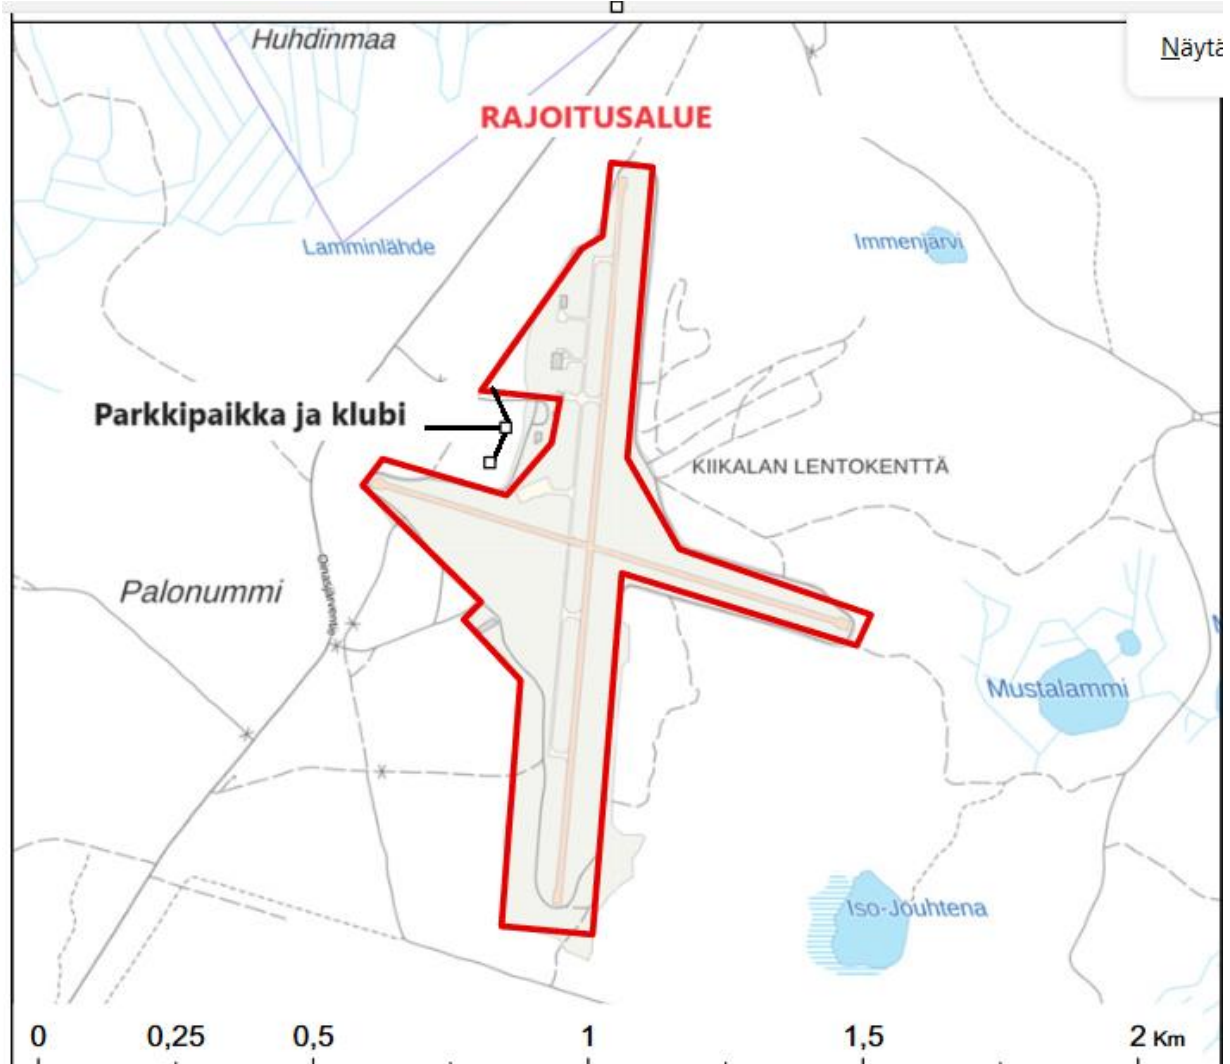 Huhdinmaa
Näytä
RAJOITUSALUE
Lamminlähde
Immenjärvi
Parkkipaikka ja klubi
KIIKALAN LENTOKENTTÄ
Palonummi
Mustalammi
Iso-Jouhtena
0 0,25 0,5 1 1,5 2 Km